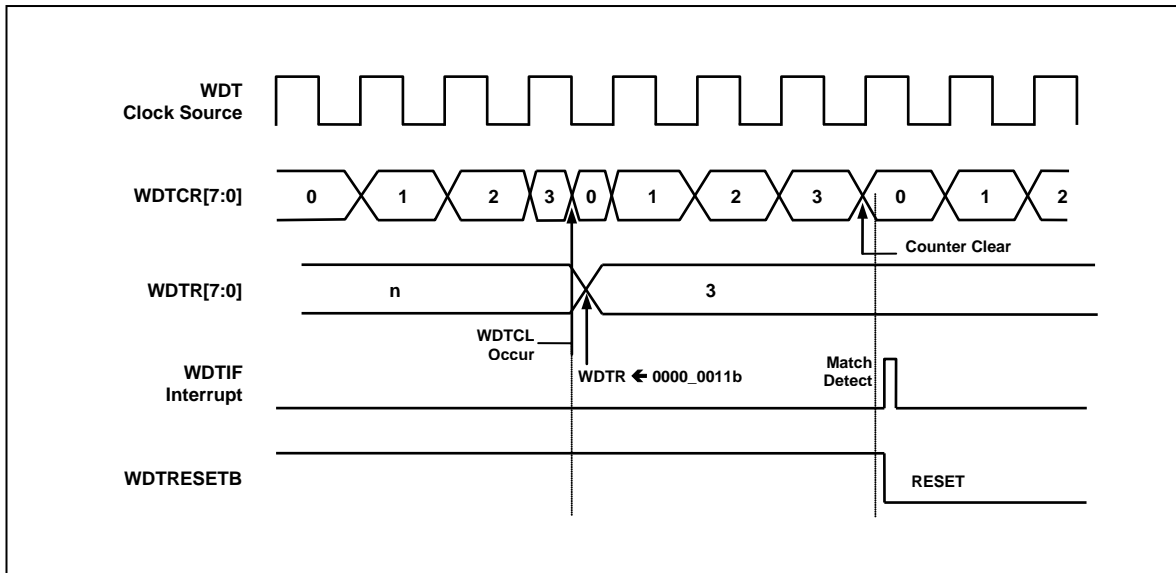 WDT
Clock Source
WDTCR[7:0]
0 1 2 3 0 1 2 3 0 1 2
Counter Clear
WDTR[7:0]
n 3
WDTCL
Occur
WDTR 🡸 0000_0011b
Match
Detect
WDTIF
Interrupt
WDTRESETB
RESET